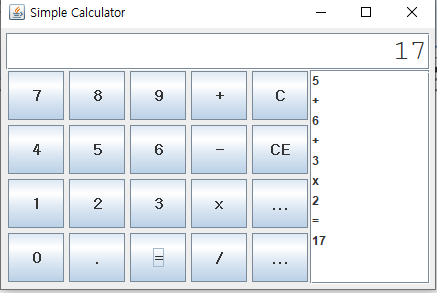 Simple Calculator
17
7 8 9 + C
4 5 6 - CE
1 2 3 x ...
0 . = / ...
5
+
6
+
3
x
2
=
17